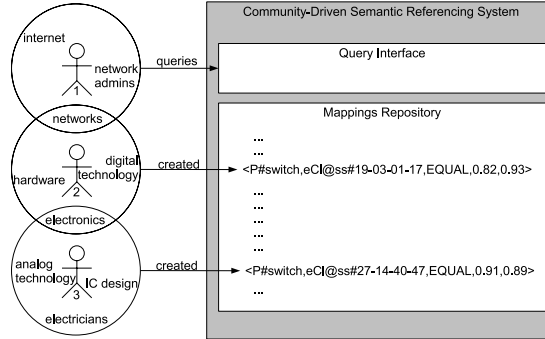 internet
network
admins
1
networks
digital
technology
hardware
2
electronics
analog
technology
IC design
3
electricians
queries
created
created
Community-Driven Semantic Referencing System
Query Interface
Mappings Repository
...
...
<P#switch,eCl@ss#19-03-01-17,EQUAL,0.82,0.93>
...
...
...
...
...
<P#switch,eCl@ss#27-14-40-47,EQUAL,0.91,0.89>
...